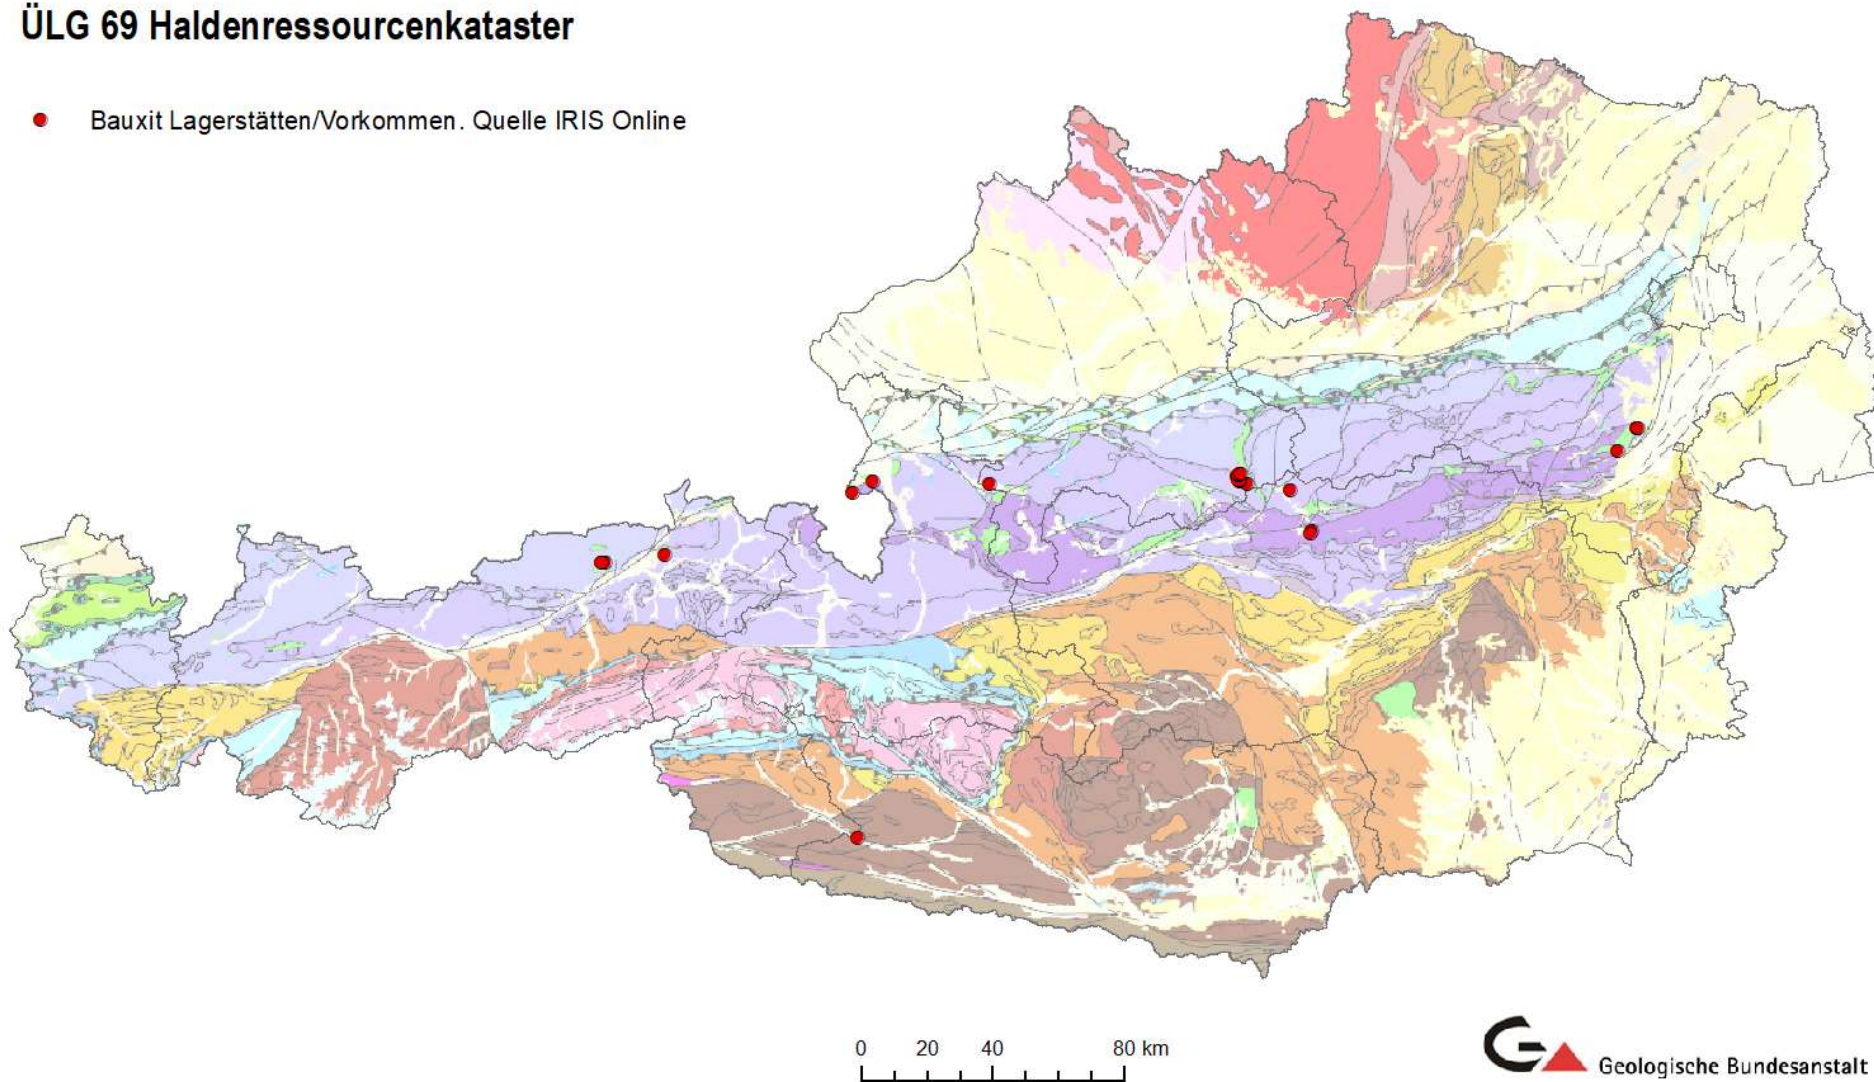 ÜLG 69 Haldenressourcenkataster
Bauxit Lagerstätten/Vorkommen. Quelle IRIS Online
0 20 40 80 km
Geologische Bundesanstalt